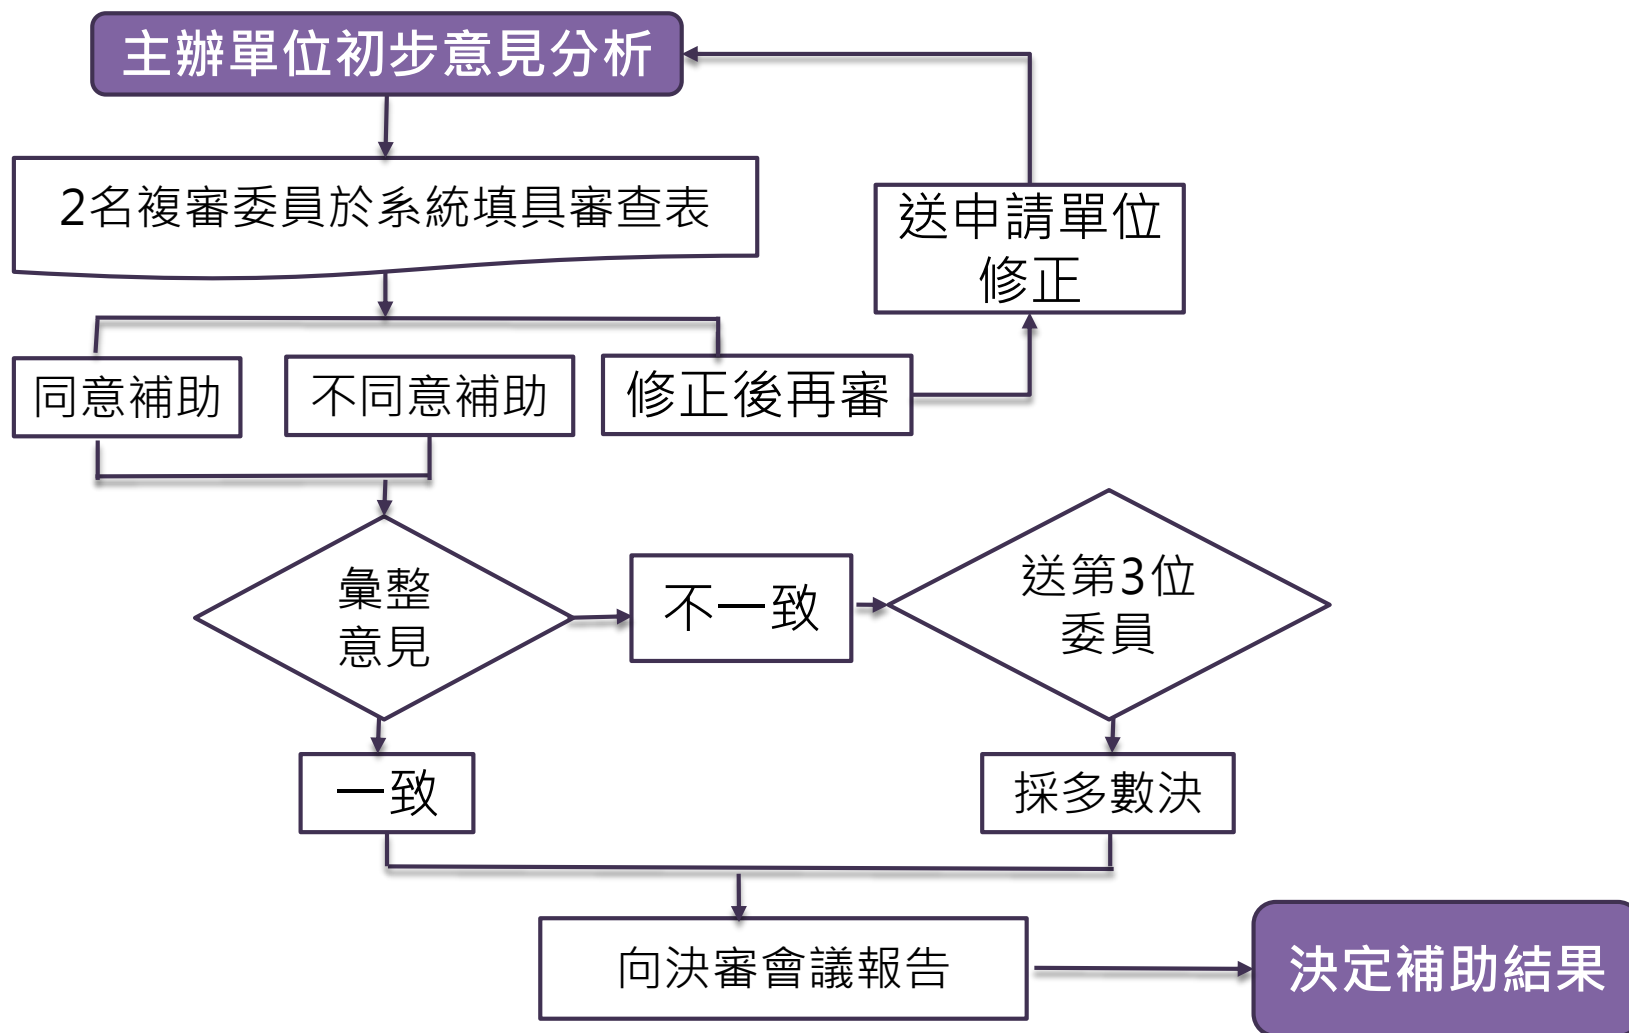 主辦單位初步意見分析
2名複審委員於系統填具審查表
送申請單位
修正
同意補助
不同意補助
修正後再審
彙整
意見
不一致
送第3位
委員
一致
採多數決
向決審會議報告
決定補助結果